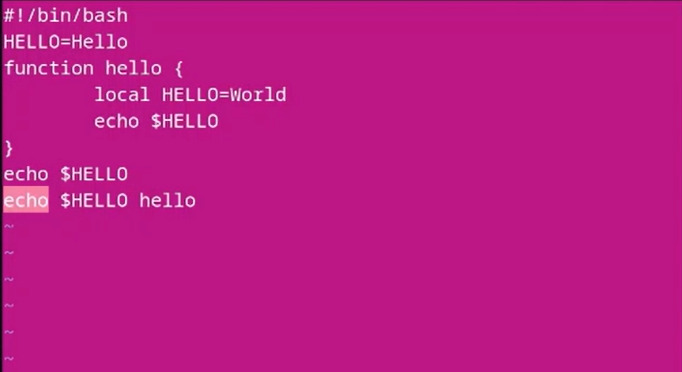 #!/bin/bash
HELLO=Hello
function hello {
        local HELLO=World
        echo $HELLO
}
echo $HELLO
echo $HELLO hello
~
~
~
~
~
~